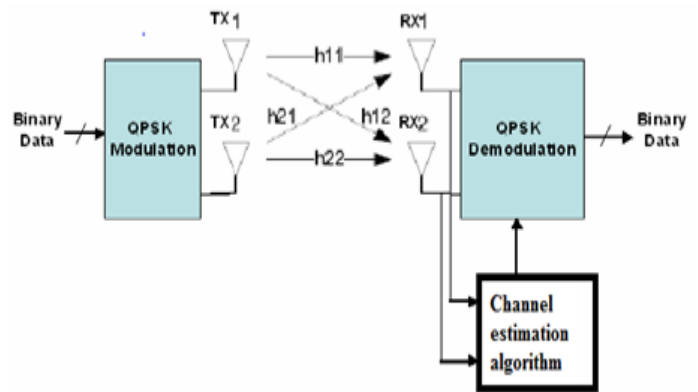 TX1
RX1
h11
Binary
Data
QPSK
Modulation
TX2
h21
h12
RX2
h22
QPSK
Demodulation
Binary
Data
Channel
estimation
algorithm